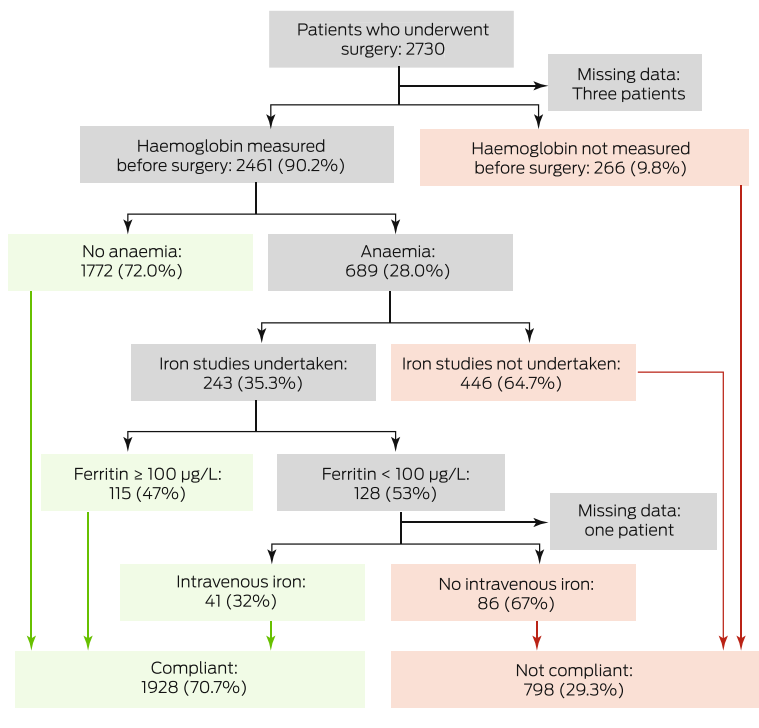 Patients who underwent
surgery: 2730
Missing data:
Three patients
Haemoglobin measured
before surgery: 2461 (90.2%)
Haemoglobin not measured
before surgery: 266 (9.8%)
No anaemia:
1772 (72.0%)
Anaemia:
689 (28.0%)
Iron studies undertaken:
243 (35.3%)
Iron studies not undertaken:
446 (64.7%)
Ferritin ≥ 100 µg/L:
115 (47%)
Ferritin < 100 µg/L:
128 (53%)
Missing data:
one patient
Intravenous iron:
41 (32%)
No intravenous iron:
86 (67%)
Compliant:
1928 (70.7%)
Not compliant:
798 (29.3%)